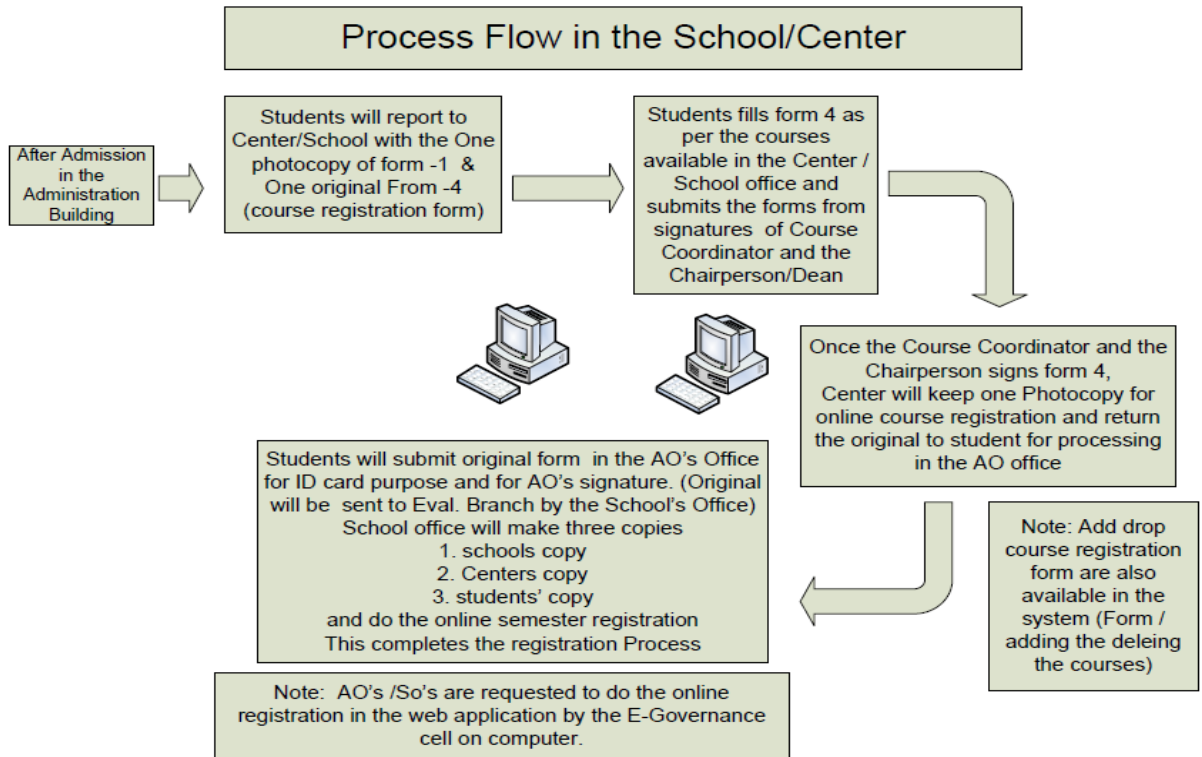 Process Flow in the School/Center
After Admission
in the
Administration
Building
Students will report to
Center/School with the One
photocopy of form -1 &
One original From -4
(course registration form)
Students fills form 4 as
per the courses
available in the Center /
School office and
submits the forms from
signatures of Course
Coordinator and the
Chairperson/Dean
Once the Course Coordinator and the
Chairperson signs form 4,
Center will keep one Photocopy for
online course registration and return
the original to student for processing
in the AO office
Students will submit original form in the AO's Office
for ID card purpose and for AO's signature. (Original
will be sent to Eval. Branch by the School's Office)
School office will make three copies
1. schools copy
2. Centers copy
3. students' copy
and do the online semester registration
This completes the registration Process
Note: Add drop
course registration
form are also
available in the
system (Form /
adding the deleing
the courses)
Note: AO's /So's are requested to do the online
registration in the web application by the E-Governance
cell on computer.